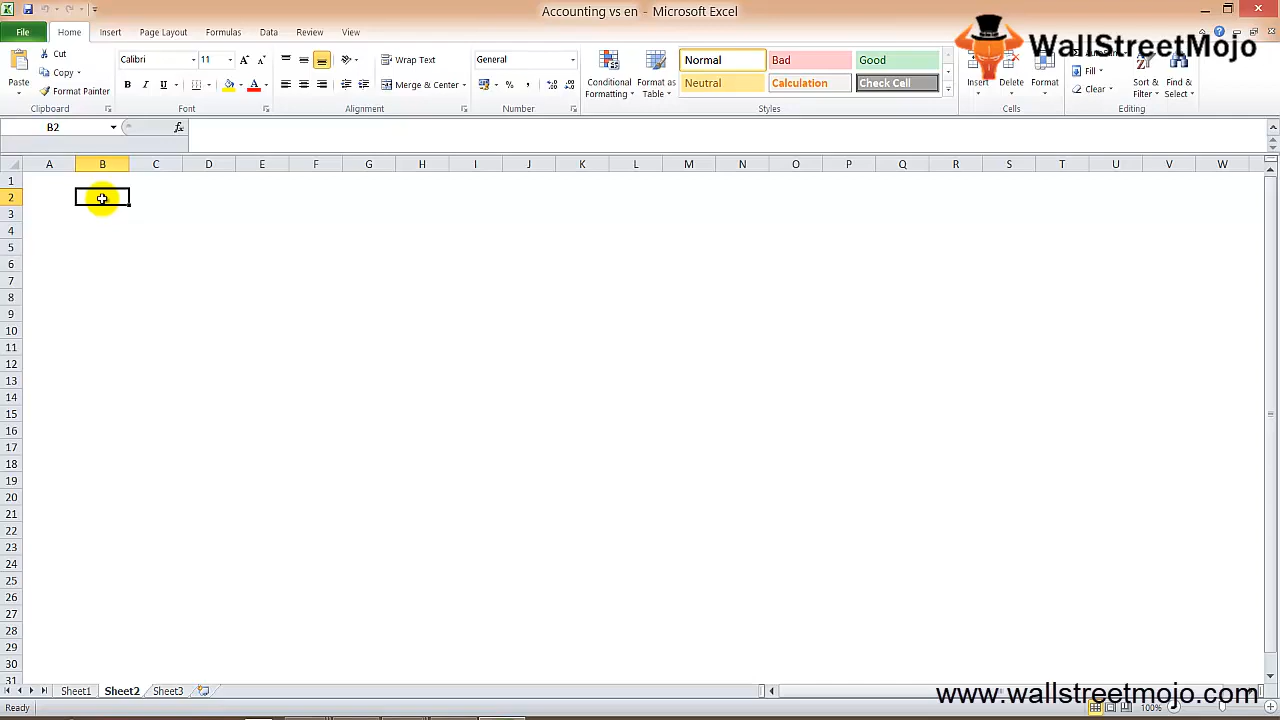 Accounting vs en - Microsoft Excel
File Home Insert Page Layout Formulas Data Review View
WallStreetMojo
Paste
Cut
Copy
Format Painter
Clipboard
Calibri 11
B I U
Font
Wrap Text
Merge & Center
Alignment
General
%
Number
Conditional Formatting
Format as Table
Normal Bad Good
Neutral Calculation Check Cell
Styles
Insert Delete Format
Cells
Fill
Clear
Sort & Filter
Find & Select
Editing
B2
fx
A B C D E F G H I J K L M N O P Q R S T U V W
1
2
3
4
5
6
7
8
9
10
11
12
13
14
15
16
17
18
19
20
21
22
23
24
25
26
27
28
29
30
31
Sheet1 Sheet2 Sheet3
www.wallstreetmojo.com
Ready
100%